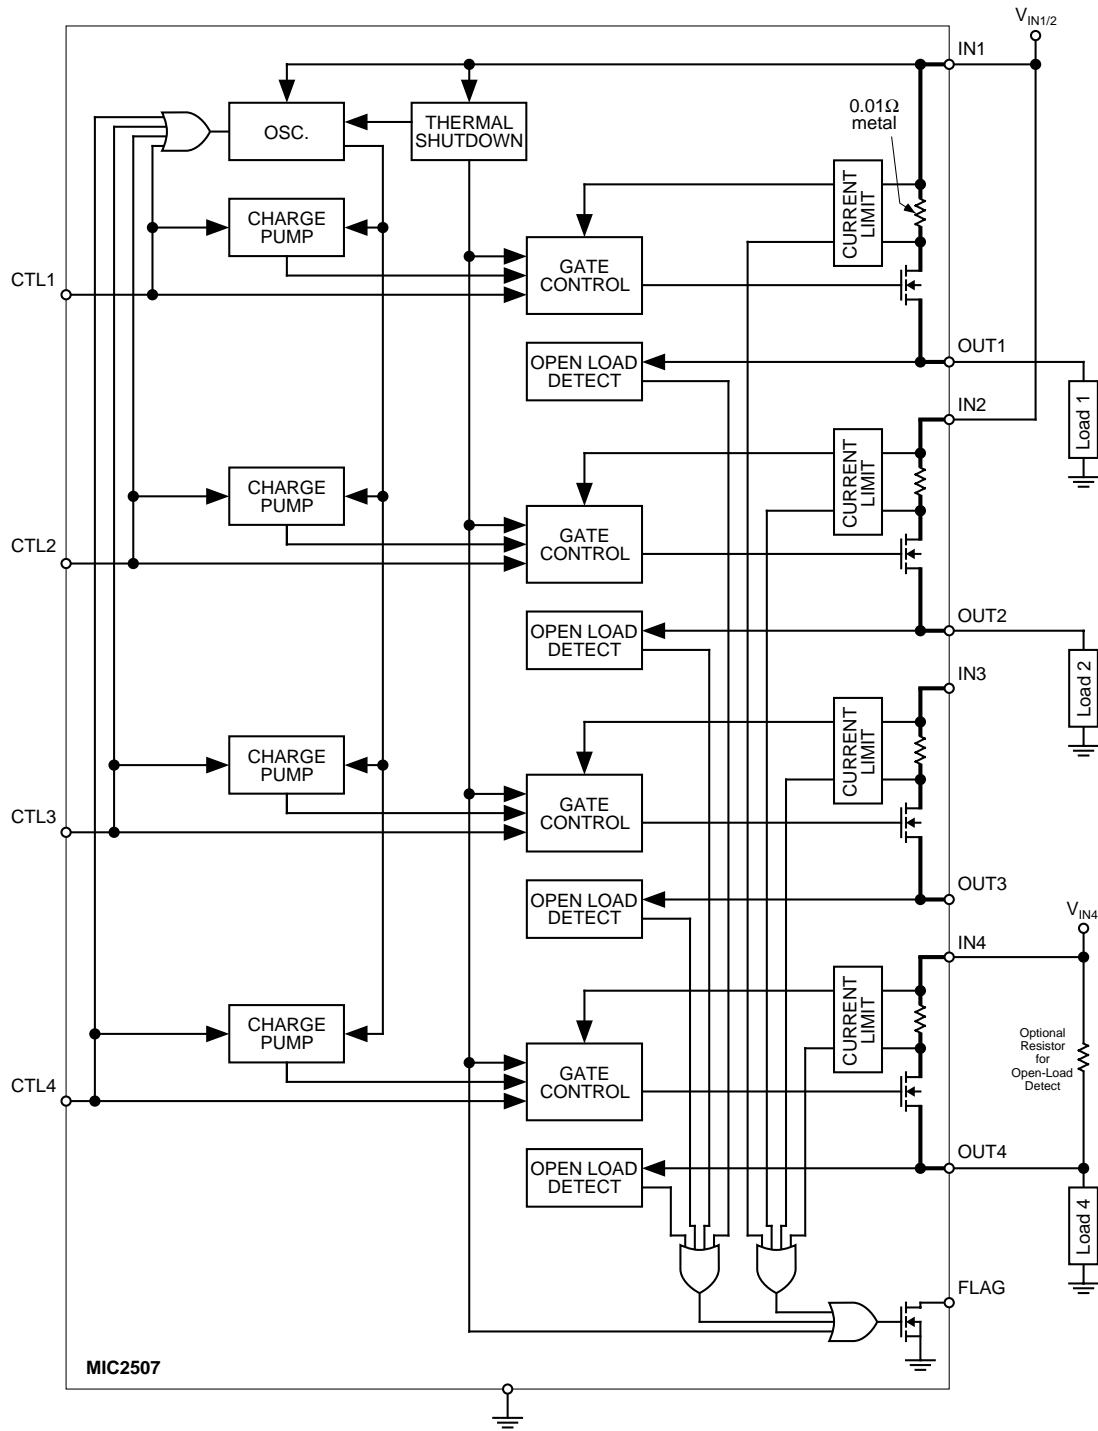 V_IN1/2
IN1
0.01Ω
metal
OSC.
THERMAL
SHUTDOWN
CURRENT
LIMIT
CHARGE
PUMP
GATE
CONTROL
CTL1
OPEN LOAD
DETECT
OUT1
Load 1
IN2
CURRENT
LIMIT
CHARGE
PUMP
GATE
CONTROL
CTL2
OPEN LOAD
DETECT
OUT2
Load 2
IN3
CURRENT
LIMIT
CHARGE
PUMP
GATE
CONTROL
CTL3
OPEN LOAD
DETECT
OUT3
V_IN4
IN4
CURRENT
LIMIT
CHARGE
PUMP
GATE
CONTROL
Optional
Resistor
for
Open-Load
Detect
CTL4
OPEN LOAD
DETECT
OUT4
Load 4
FLAG
MIC2507